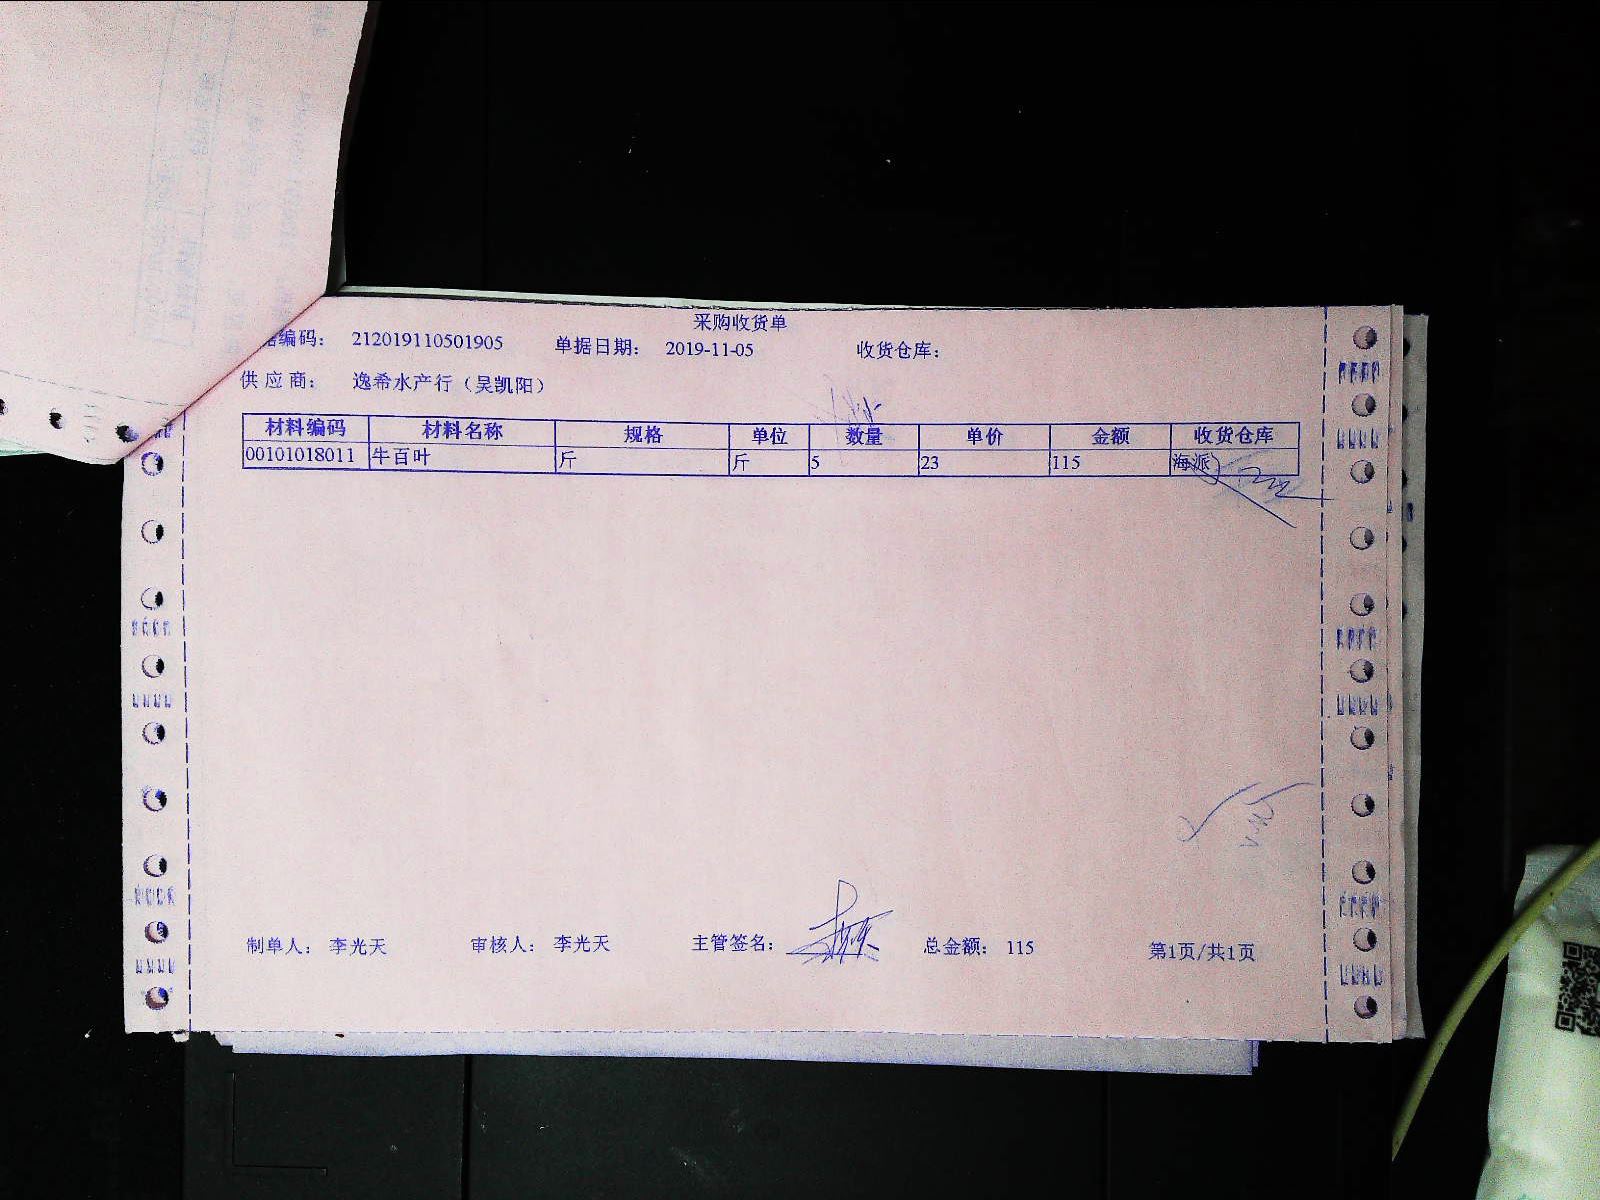 采购收货单
编码： 212019110501905 单据日期： 2019-11-05 收货仓库：
供应商： 逸希水产行（吴凯阳）
材料编码 材料名称 规格 单位 数量 单价 金额 收货仓库
00101018011 牛百叶 斤 斤 5 23 115 海派
制单人： 李光天 审核人： 李光天 主管签名： 总金额： 115 第1页/共1页